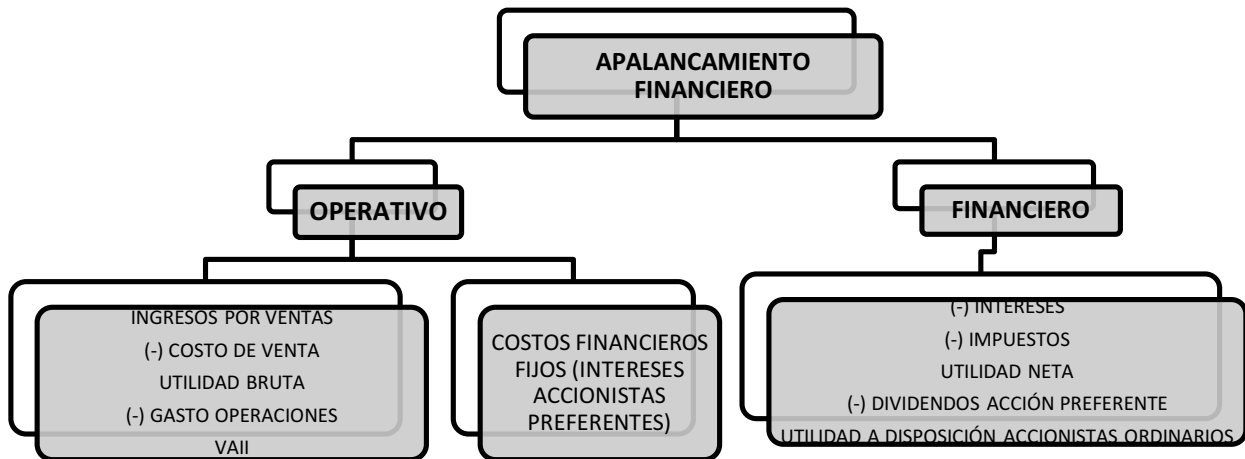 APALANCAMIENTO
FINANCIERO
OPERATIVO
FINANCIERO
INGRESOS POR VENTAS
(-) COSTO DE VENTA
UTILIDAD BRUTA
(-) GASTO OPERACIONES
VAII
COSTOS FINANCIEROS
FIJOS (INTERESES
ACCIONISTAS
PREFERENTES)
(-) INTERESES
(-) IMPUESTOS
UTILIDAD NETA
(-) DIVIDENDOS ACCIÓN PREFERENTE
UTILIDAD A DISPOSICIÓN ACCIONISTAS ORDINARIOS